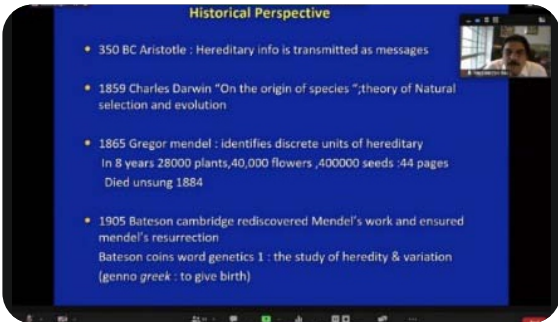 Historical Perspective
• 350 BC Aristotle : Hereditary info is transmitted as messages
• 1859 Charles Darwin "On the origin of species ";theory of Natural
selection and evolution
• 1865 Gregor mendel : identifies discrete units of hereditary
In 8 years 28000 plants,40,000 flowers ,400000 seeds :44 pages
Died unsung 1884
• 1905 Bateson cambridge rediscovered Mendel's work and ensured
mendel's resurrection
Bateson coins word genetics 1 : the study of heredity & variation
(genno greek : to give birth)